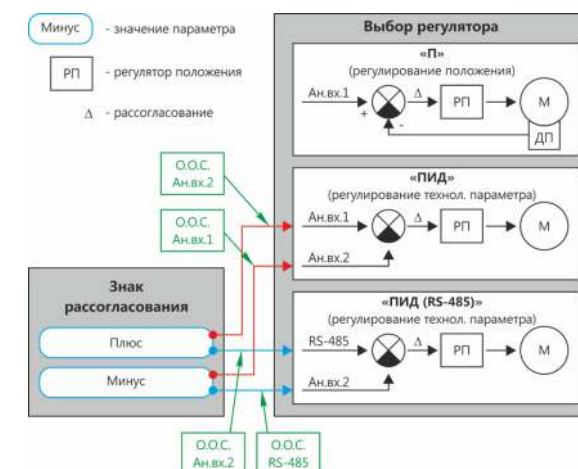 Минус - значение параметра
РП - регулятор положения
Δ - рассогласование
Выбор регулятора
«П»
(регулирование положения)
Ан.вх.1
+
-
Δ
РП
М
ДП
О.О.С.
Ан.вх.2
О.О.С.
Ан.вх.1
«ПИД»
(регулирование технол. параметра)
Ан.вх.1
Δ
РП
М
Ан.вх.2
Знак
рассогласования
Плюс
Минус
«ПИД (RS-485)»
(регулирование технол. параметра)
RS-485
Δ
РП
М
Ан.вх.2
О.О.С.
Ан.вх.2
О.О.С.
RS-485